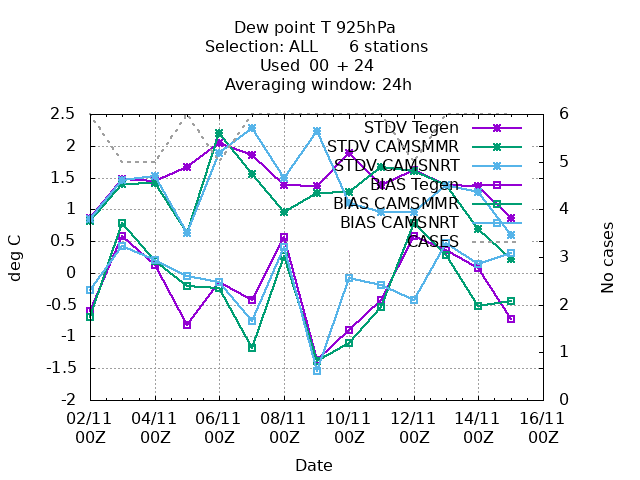 Dew point T 925hPa
Selection: ALL 6 stations
Used 00 + 24
Averaging window: 24h
2.5
2
1.5
1
0.5
0
-0.5
-1
-1.5
-2
deg C
6
5
4
3
2
1
0
No cases
STDV Tegen
STDV CAMSMMR
STDV CAMSNRT
BIAS Tegen
BIAS CAMSMMR
BIAS CAMSNRT
CASES
02/11 04/11 06/11 08/11 10/11 12/11 14/11 16/11
00Z 00Z 00Z 00Z 00Z 00Z 00Z 00Z
Date